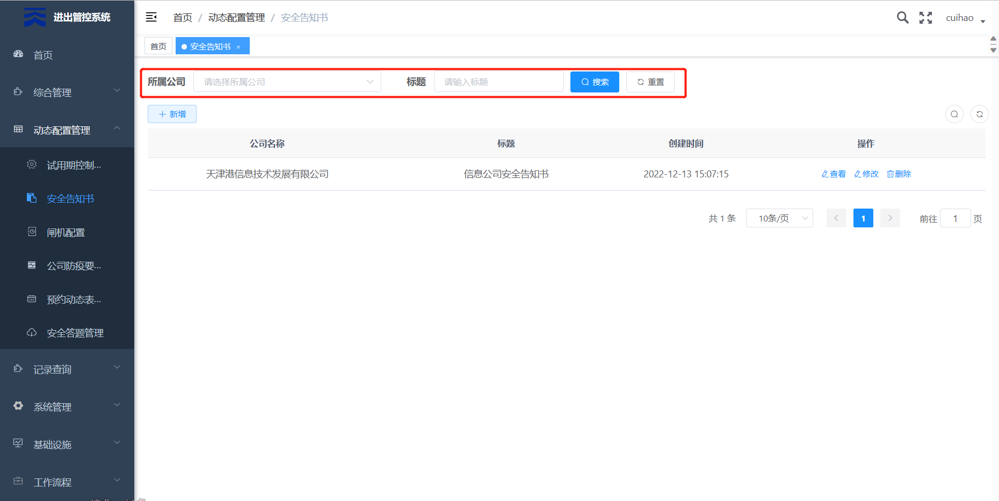 进出管控系统
首页 / 动态配置管理 / 安全告知书
cuihao
首页
安全告知书 ×
首页
综合管理
动态配置管理
试用期控制...
安全告知书
闸机配置
公司防疫要...
预约动态表...
安全答题管理
记录查询
系统管理
基础设施
工作流程
所属公司 请选择所属公司 标题 请输入标题 搜索 重置
新增
公司名称 标题 创建时间 操作
天津港信息技术发展有限公司 信息公司安全告知书 2022-12-13 15:07:15 查看 修改 删除
共 1 条 10条/页 1 前往 1 页